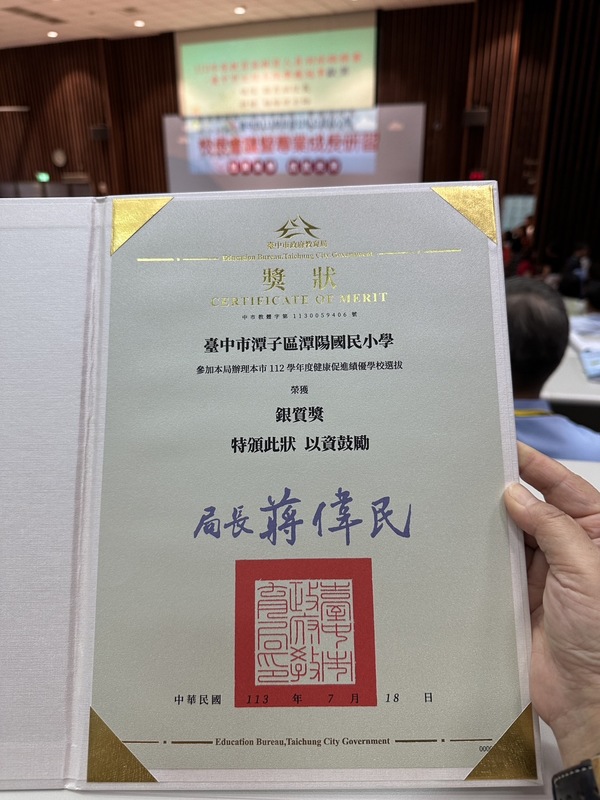 臺中市政府教育局
Education Bureau,Taichung City Government
獎狀
CERTIFICATE OF MERIT
中市教體字第 1130059406 號
臺中市潭子區潭陽國民小學
參加本局辦理本市 112 學年度健康促進績優學校選拔
榮獲
銀質獎
特頒此狀 以資鼓勵
局長 蔣偉民
臺中市政府教育局印
中華民國 113 年 7 月 18 日
Education Bureau,Taichung City Government